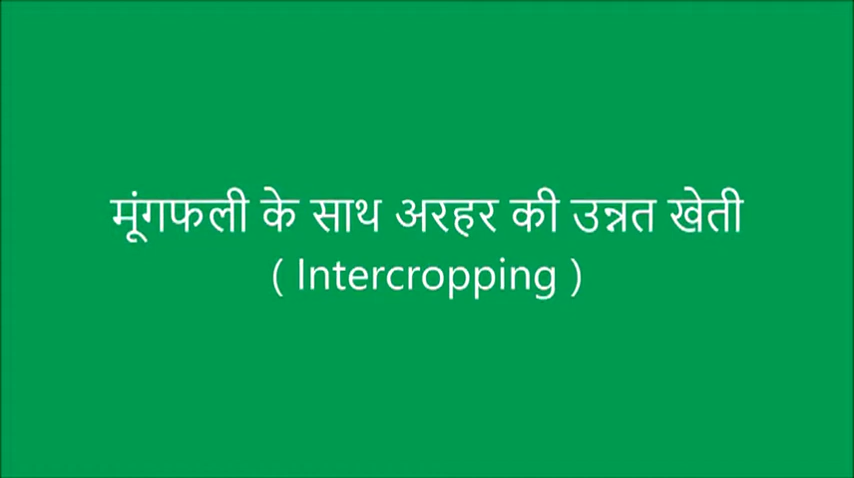 मूंगफली के साथ अरहर की उन्नत खेती
( Intercropping )